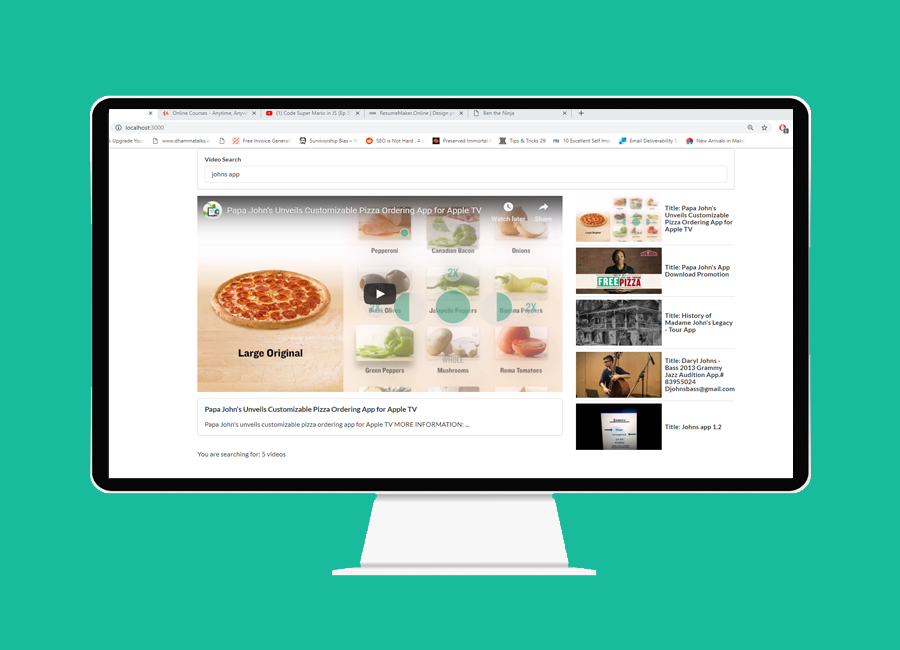 Online Courses - Anytime, Anyw
(1) Code Super Mario in JS (Ep
ResumeMaker.Online | Design y
Ben the Ninja
localhost:3000
Upgrade Your
www.dhammatalks.
Free Invoice Generat
Survivorship Bias
SEO is Not Hard . A
Preserved Immortal
Tips & Tricks 29
10 Excellent Self Imp
Email Deliverability
New Arrivals in Make
Video Search
johns app
Papa John's Unveils Customizable Pizza Ordering App for Apple TV
Watch later
Share
Pepperoni
Canadian Bacon
Onions
2X
2X
2X
Black Olives
Jalapeño Peppers
Banana Peppers
Large Original
WHOLE
Green Peppers
Mushrooms
Roma Tomatoes
Papa John's Unveils Customizable Pizza Ordering App for Apple TV
Papa John's unveils customizable pizza ordering app for Apple TV MORE INFORMATION: ...
You are searching for: 5 videos
Title: Papa John's
Unveils Customizable
Pizza Ordering App for
Apple TV
FREE PIZZA
Title: Papa John's App
Download Promotion
Title: History of
Madame John's Legacy
- Tour App
Title: Daryl Johns -
Bass 2013 Grammy
Jazz Audition App.#
83955024
Djohnsbass@gmail.com
Title: Johns app 1.2